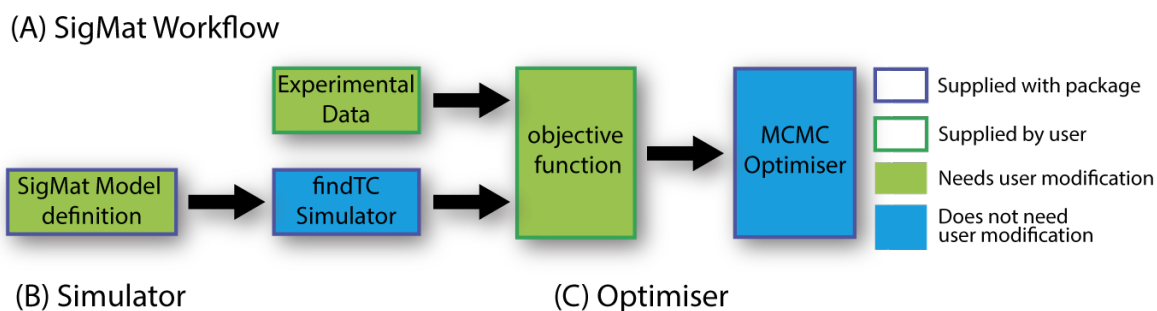 (A) SigMat Workflow
Experimental
Data
SigMat Model
definition
findTC
Simulator
objective
function
MCMC
Optimiser
Supplied with package
Supplied by user
Needs user modification
Does not need
user modification
(B) Simulator
(C) Optimiser